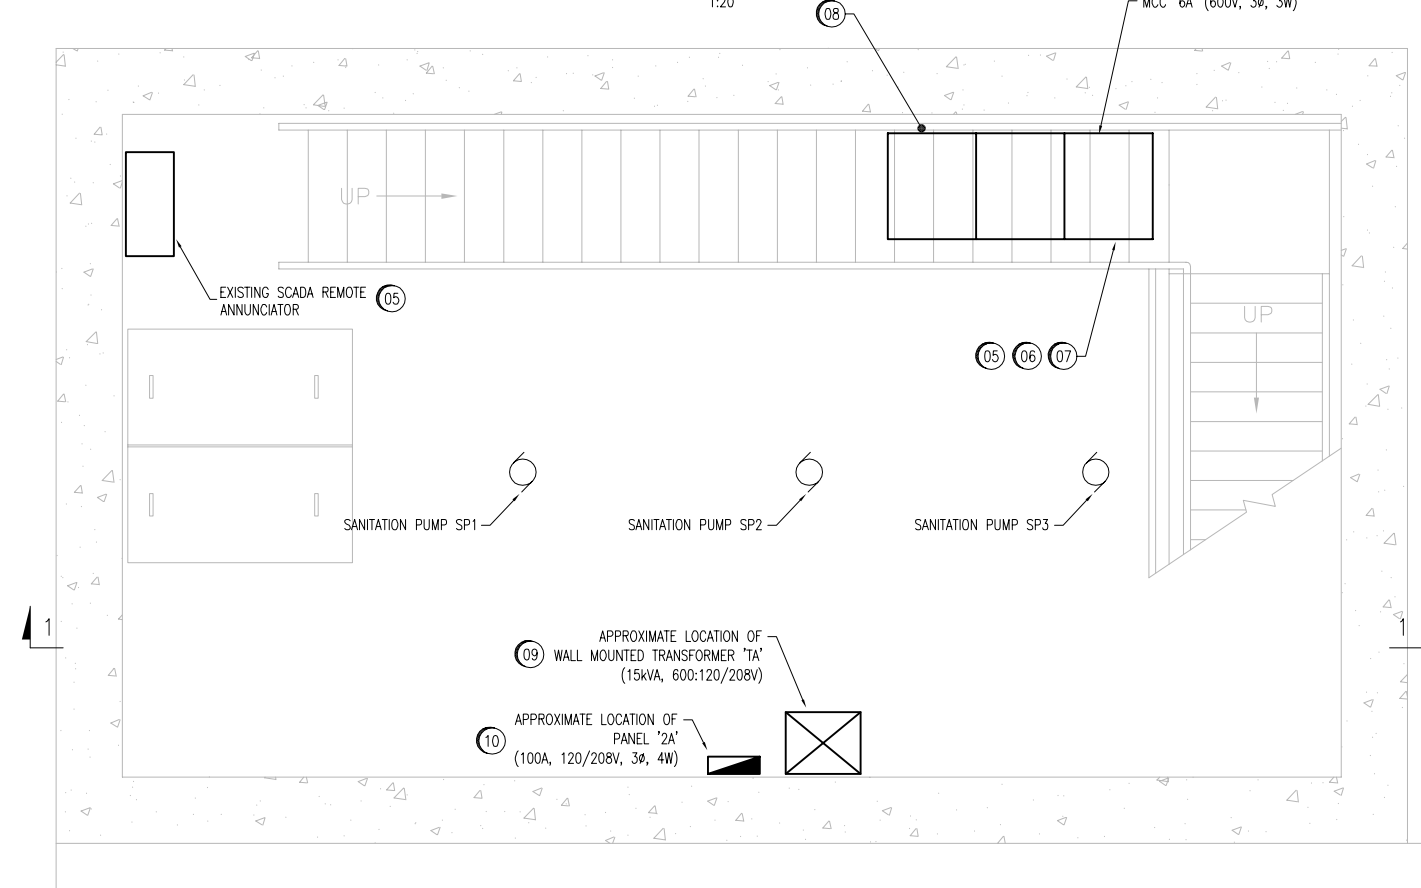 1:20
08
MCC '6A' (600V, 3ø, 3W)
UP
EXISTING SCADA REMOTE
ANNUNCIATOR
05
UP
05 06 07
SANITATION PUMP SP1
SANITATION PUMP SP2
SANITATION PUMP SP3
1
1
09
APPROXIMATE LOCATION OF
WALL MOUNTED TRANSFORMER 'TA'
(15kVA, 600:120/208V)
10
APPROXIMATE LOCATION OF
PANEL '2A'
(100A, 120/208V, 3ø, 4W)